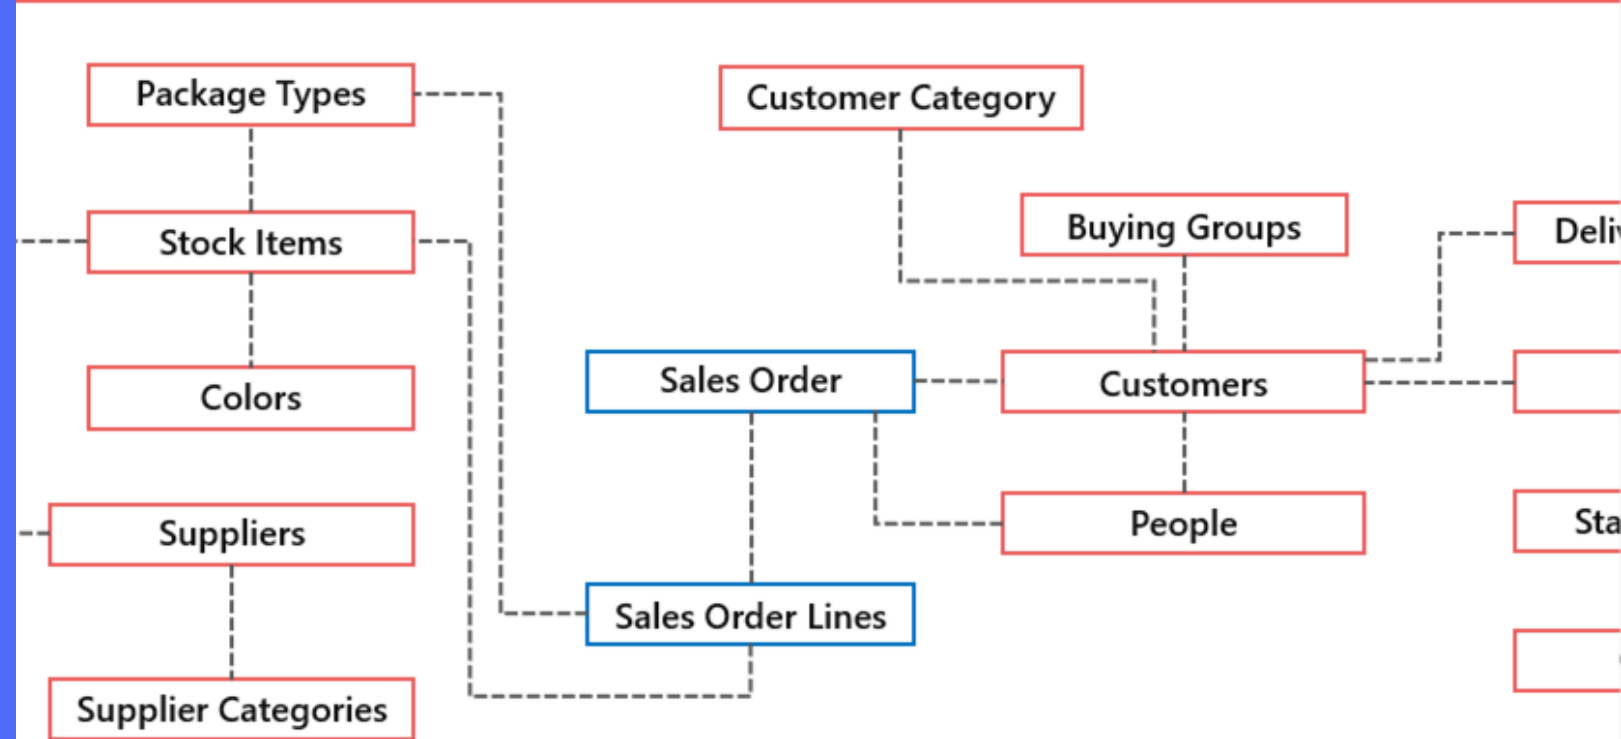 Package Types
Customer Category
Buying Groups
Stock Items
Sales Order
Customers
Colors
People
Suppliers
Sales Order Lines
Supplier Categories